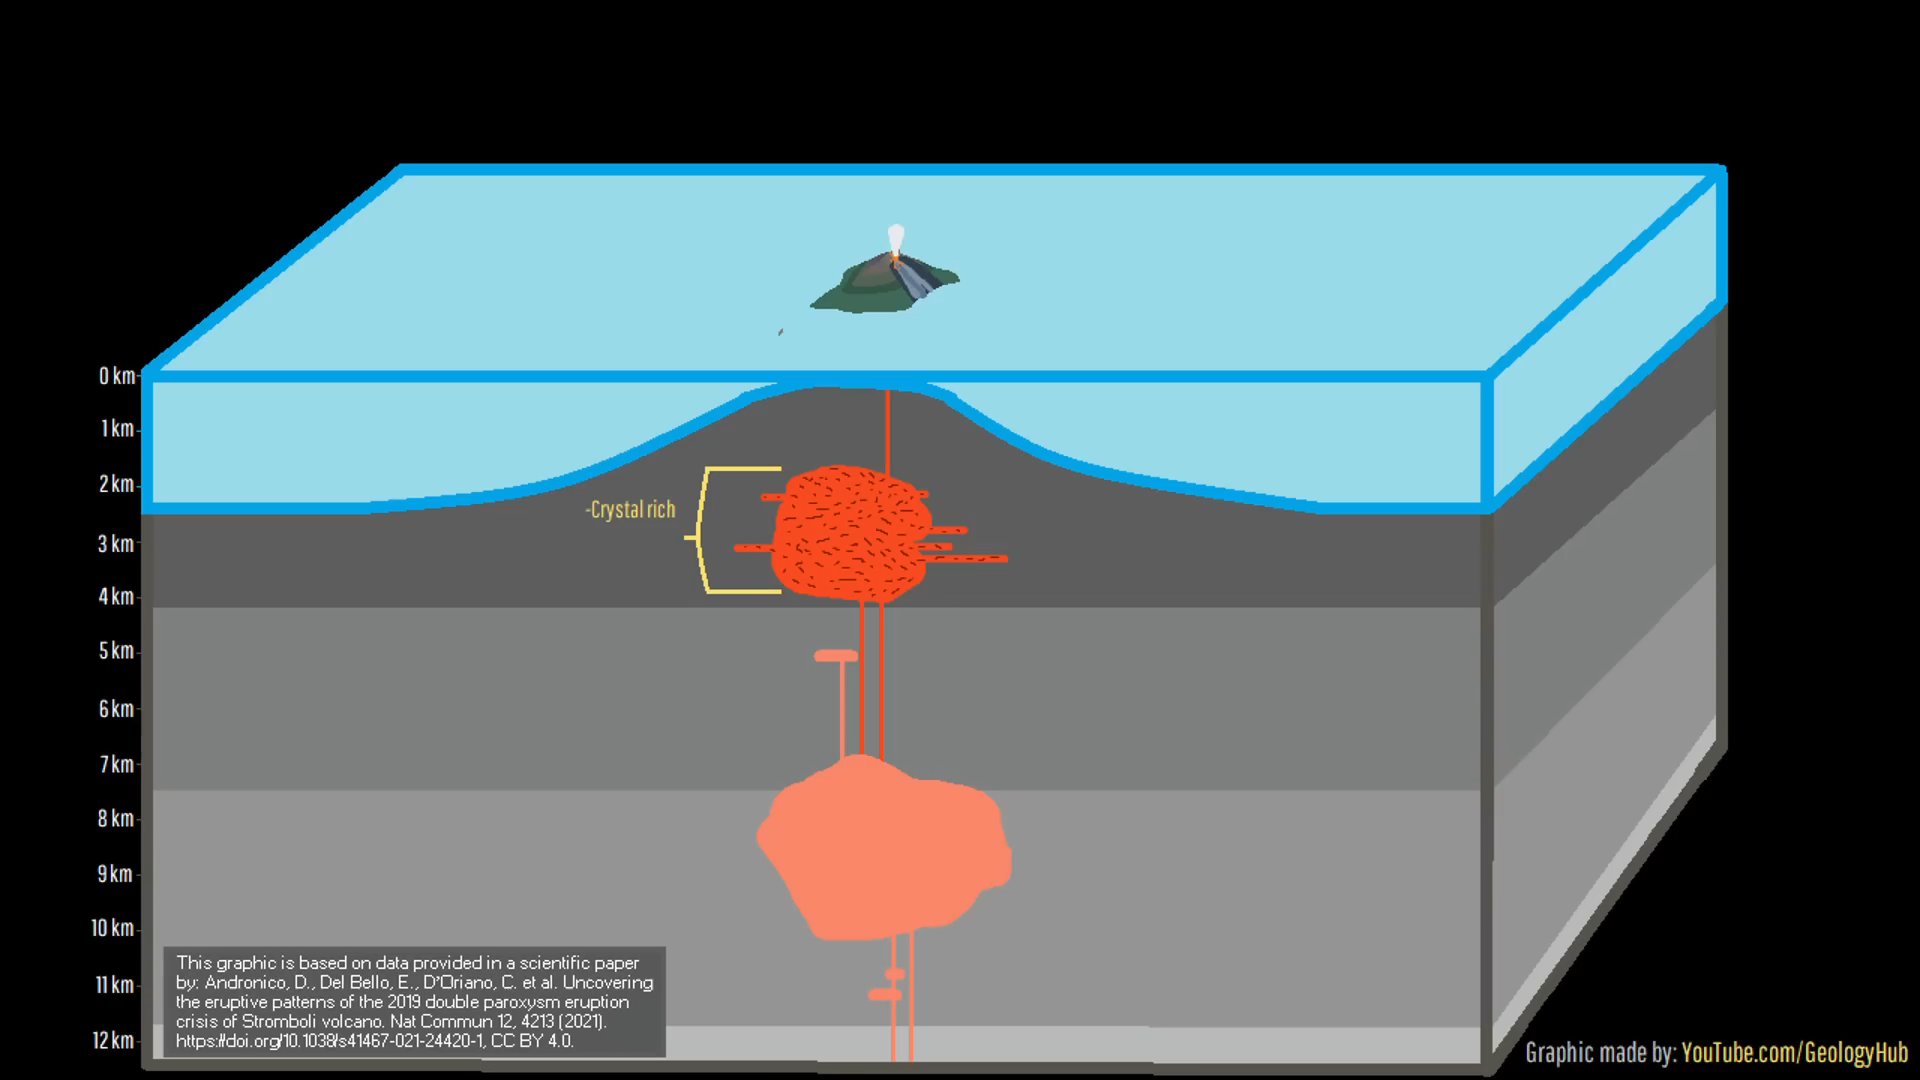 0 km
1 km
2 km
-Crystal rich
3 km
4 km
5 km
6 km
7 km
8 km
9 km
10 km
11 km
12 km
This graphic is based on data provided in a scientific paper
by: Andronico, D., Del Bello, E., D'Oriano, C. et al. Uncovering
the eruptive patterns of the 2019 double paroxysm eruption
crisis of Stromboli volcano. Nat Commun 12, 4213 (2021).
https://doi.org/10.1038/s41467-021-24420-1, CC BY 4.0.
Graphic made by: YouTube.com/GeologyHub